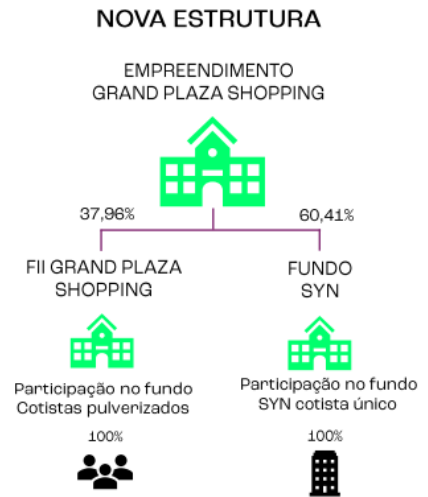 NOVA ESTRUTURA
EMPREENDIMENTO
GRAND PLAZA SHOPPING
37,96%
60,41%
FII GRAND PLAZA
SHOPPING
FUNDO
SYN
Participação no fundo
Cotistas pulverizados
Participação no fundo
SYN cotista único
100%
100%